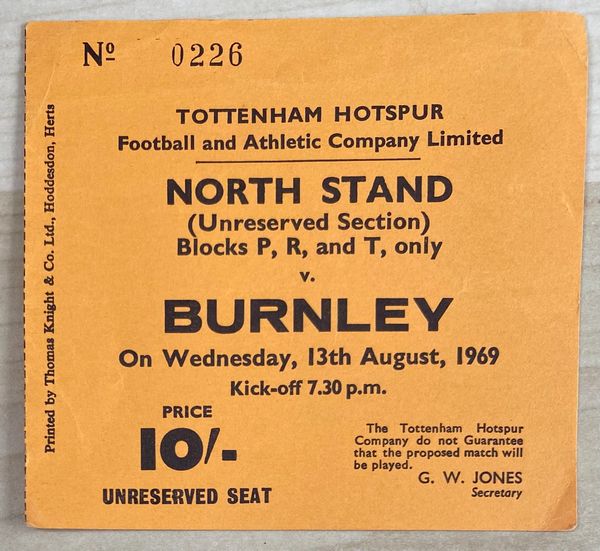 Nº 0226
TOTTENHAM HOTSPUR
Football and Athletic Company Limited
NORTH STAND
(Unreserved Section)
Blocks P, R, and T, only
v.
BURNLEY
On Wednesday, 13th August, 1969
Kick-off 7.30 p.m.
PRICE
10/-
UNRESERVED SEAT
The Tottenham Hotspur
Company do not Guarantee
that the proposed match will
be played.
G. W. JONES
Secretary
Printed by Thomas Knight & Co. Ltd., Hoddesdon, Herts